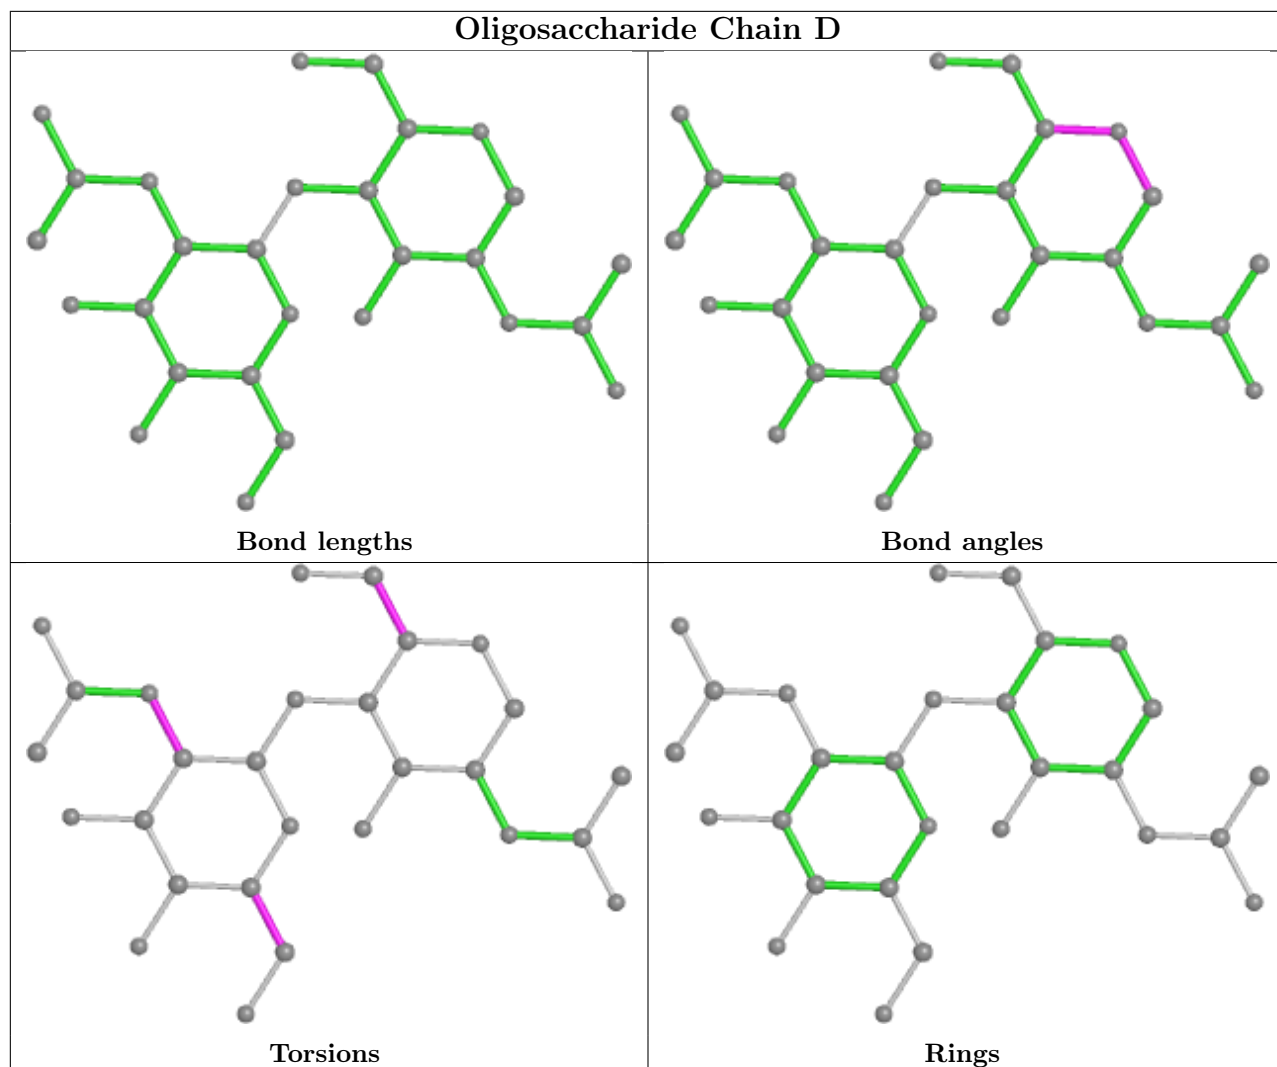 Oligosaccharide Chain D
Bond lengths
Bond angles
Torsions
Rings